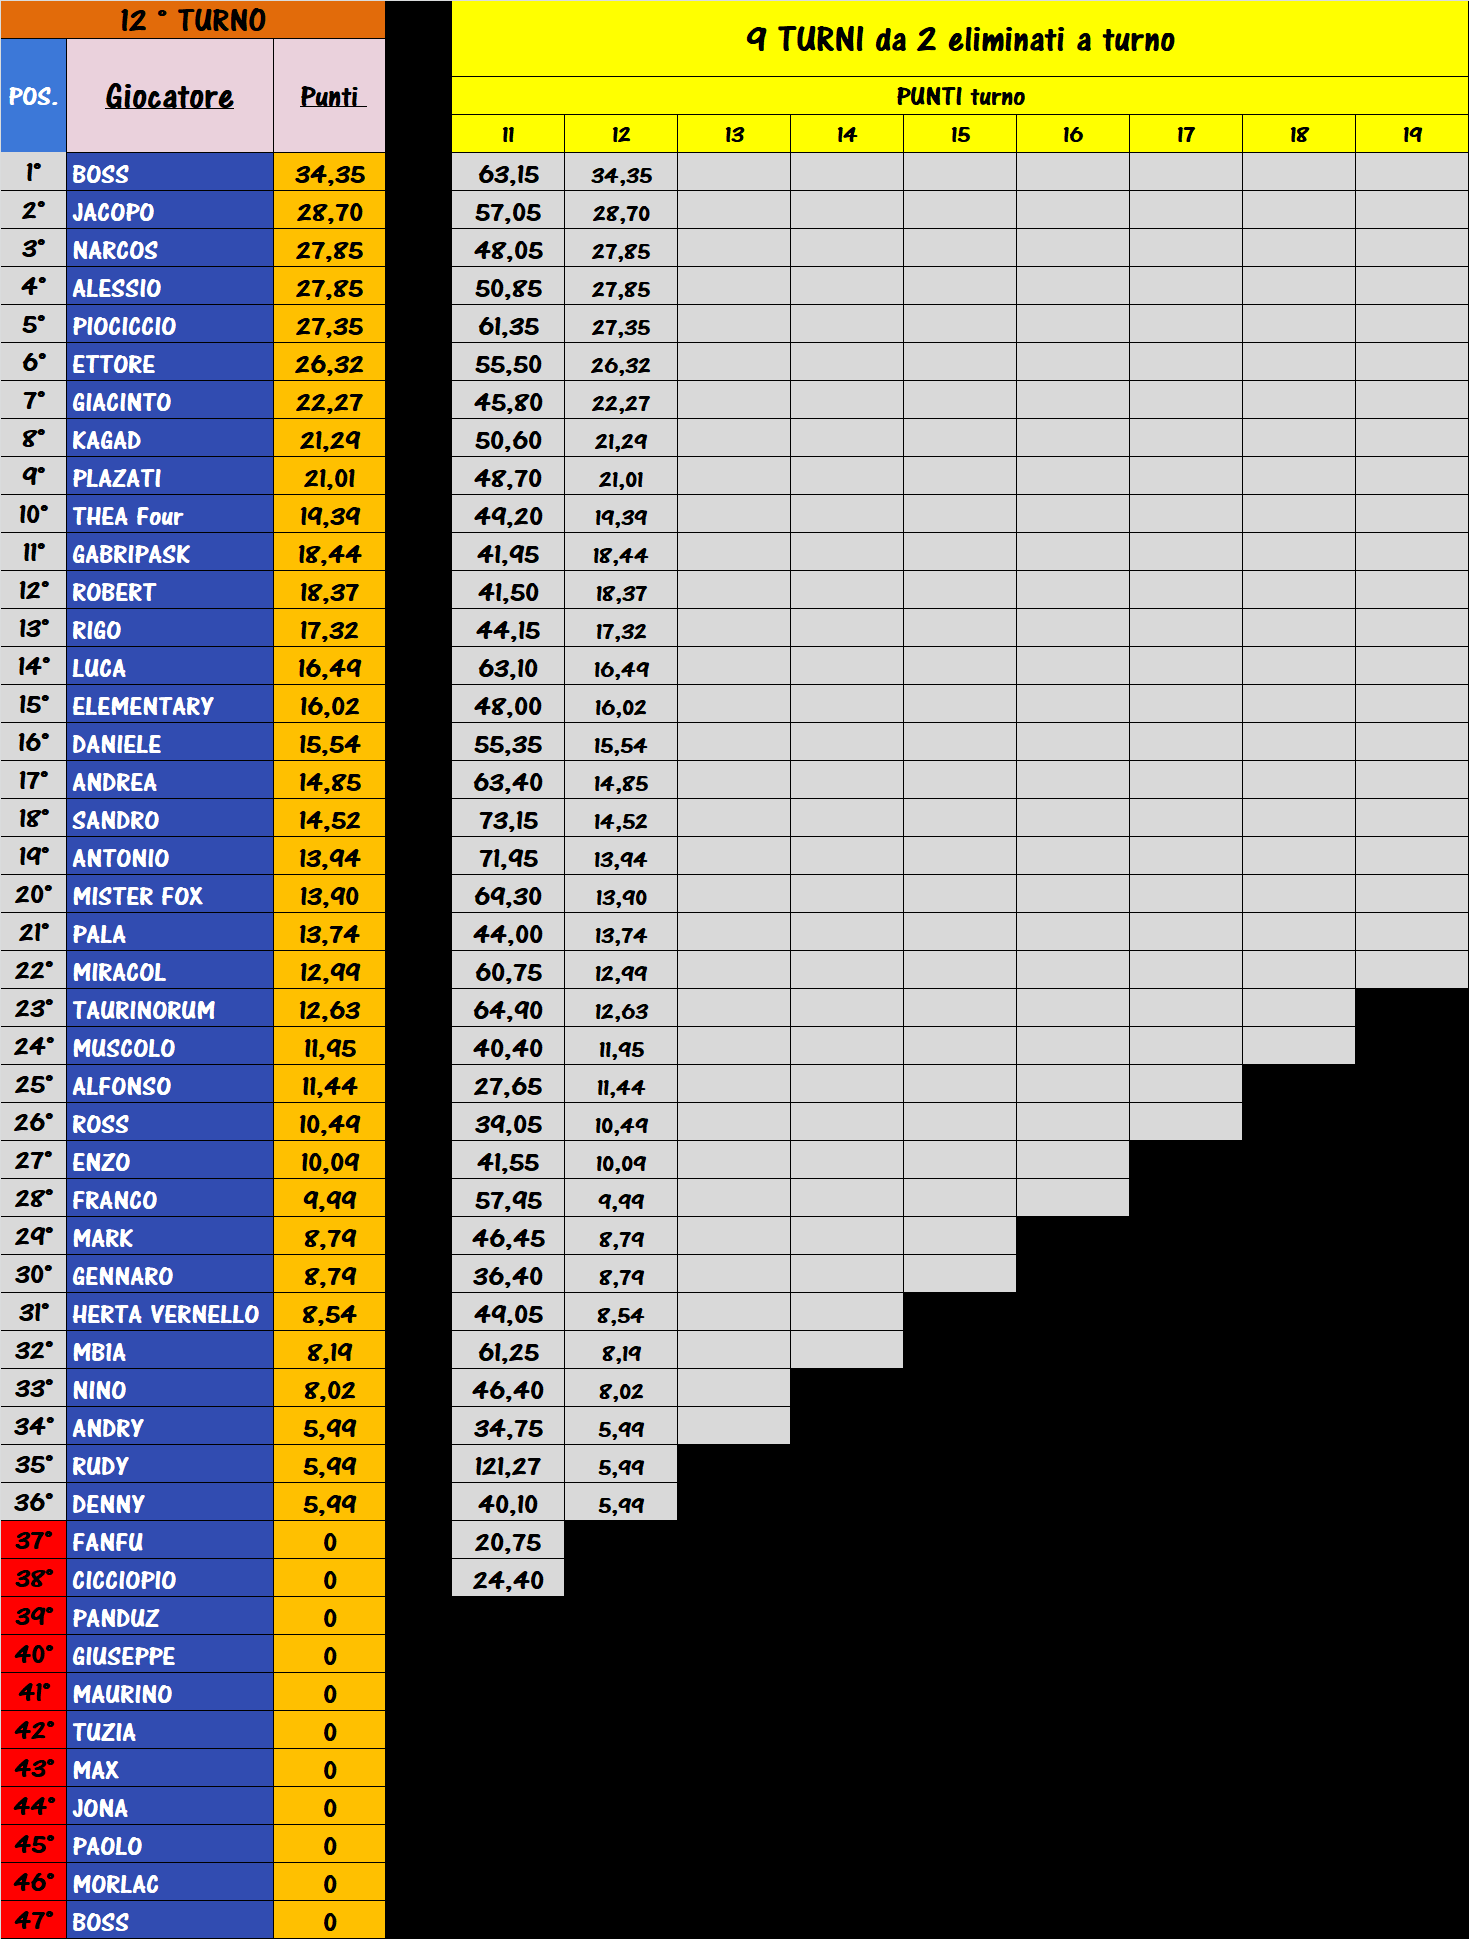 12 ° TURNO
9 TURNI da 2 eliminati a turno
POS. Giocatore Punti
PUNTI turno
11 12 13 14 15 16 17 18 19
1° BOSS 34,35 63,15 34,35
2° JACOPO 28,70 57,05 28,70
3° NARCOS 27,85 48,05 27,85
4° ALESSIO 27,85 50,85 27,85
5° PIOCICCIO 27,35 61,35 27,35
6° ETTORE 26,32 55,50 26,32
7° GIACINTO 22,27 45,80 22,27
8° KAGAD 21,29 50,60 21,29
9° PLAZATI 21,01 48,70 21,01
10° THEA Four 19,39 49,20 19,39
11° GABRIPASK 18,44 41,95 18,44
12° ROBERT 18,37 41,50 18,37
13° RIGO 17,32 44,15 17,32
14° LUCA 16,49 63,10 16,49
15° ELEMENTARY 16,02 48,00 16,02
16° DANIELE 15,54 55,35 15,54
17° ANDREA 14,85 63,40 14,85
18° SANDRO 14,52 73,15 14,52
19° ANTONIO 13,94 71,95 13,94
20° MISTER FOX 13,90 69,30 13,90
21° PALA 13,74 44,00 13,74
22° MIRACOL 12,99 60,75 12,99
23° TAURINORUM 12,63 64,90 12,63
24° MUSCOLO 11,95 40,40 11,95
25° ALFONSO 11,44 27,65 11,44
26° ROSS 10,49 39,05 10,49
27° ENZO 10,09 41,55 10,09
28° FRANCO 9,99 57,95 9,99
29° MARK 8,79 46,45 8,79
30° GENNARO 8,79 36,40 8,79
31° HERTA VERNELLO 8,54 49,05 8,54
32° MBIA 8,19 61,25 8,19
33° NINO 8,02 46,40 8,02
34° ANDRY 5,99 34,75 5,99
35° RUDY 5,99 121,27 5,99
36° DENNY 5,99 40,10 5,99
37° FANFU 0 20,75
38° CICCIOPIO 0 24,40
39° PANDUZ 0
40° GIUSEPPE 0
41° MAURINO 0
42° TUZIA 0
43° MAX 0
44° JONA 0
45° PAOLO 0
46° MORLAC 0
47° BOSS 0